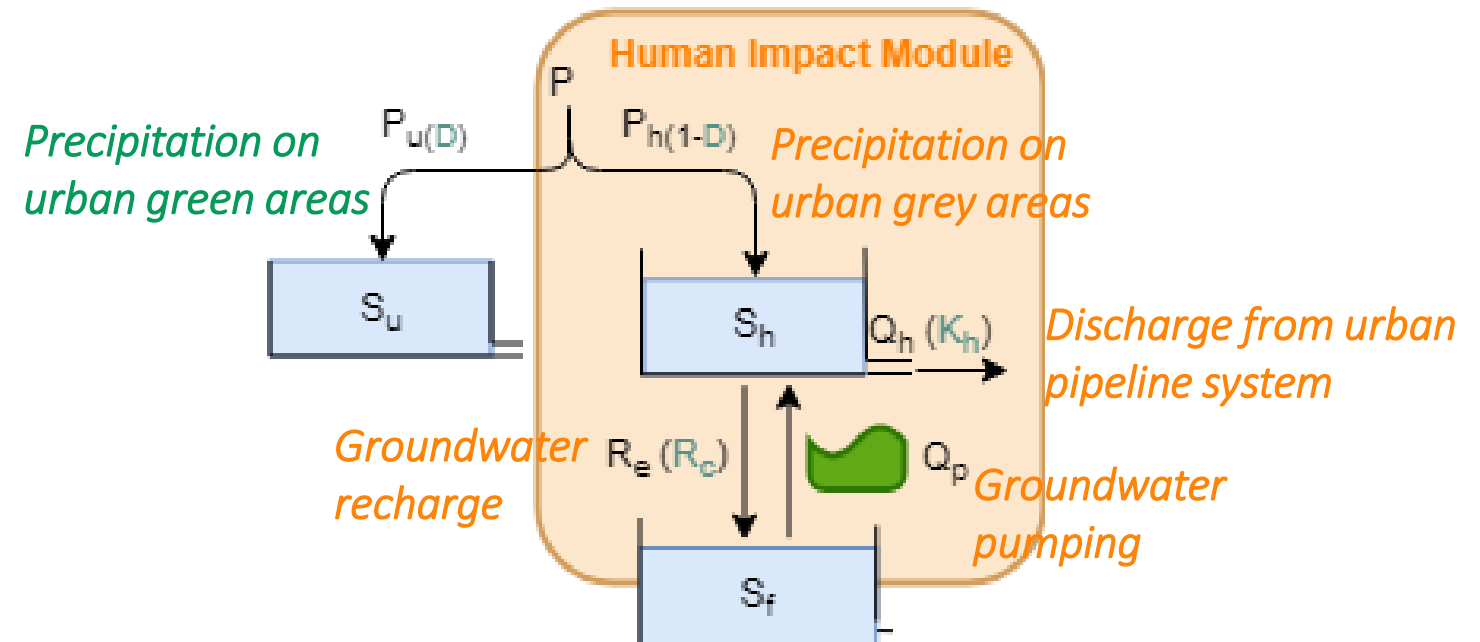 Human Impact Module
P
Precipitation on
urban green areas
Pu(D)
Ph(1-D)
Precipitation on
urban grey areas
Su
Sh
Qh (Kh)
Discharge from urban
pipeline system
Groundwater
recharge
Re (Rc)
Qp
Groundwater
pumping
Sf